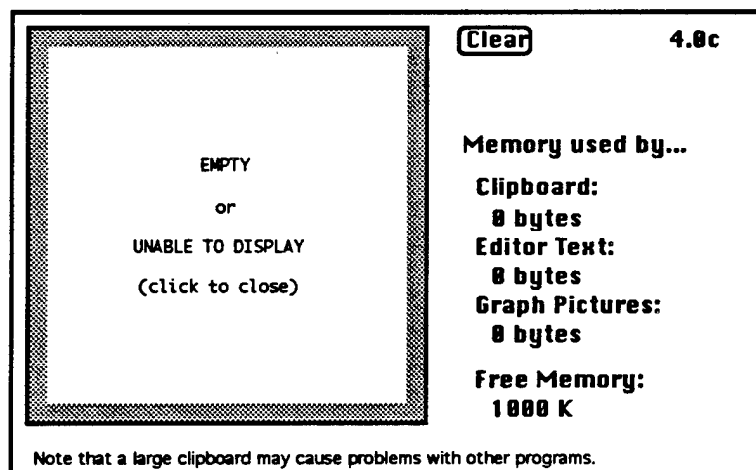 Clear
4.0c
EMPTY
or
UNABLE TO DISPLAY
(click to close)
Memory used by...
Clipboard:
0 bytes
Editor Text:
0 bytes
Graph Pictures:
0 bytes
Free Memory:
1000 K
Note that a large clipboard may cause problems with other programs.